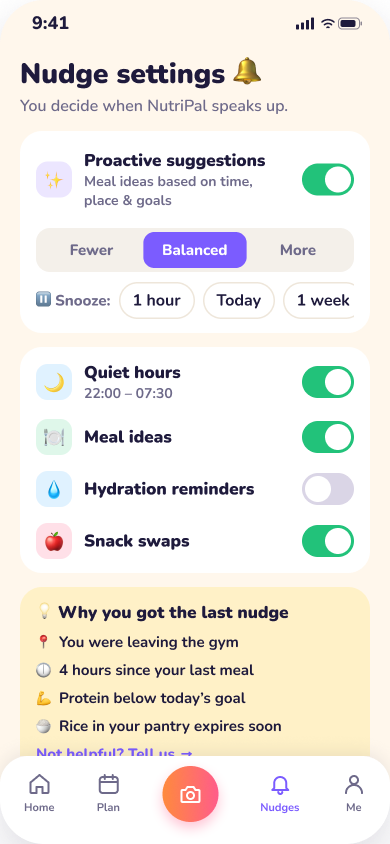 9:41
Nudge settings 🔔
You decide when NutriPal speaks up.
Proactive suggestions
Meal ideas based on time,
place & goals
Fewer
Balanced
More
Snooze:
1 hour
Today
1 week
Quiet hours
22:00 – 07:30
Meal ideas
Hydration reminders
Snack swaps
Why you got the last nudge
You were leaving the gym
4 hours since your last meal
Protein below today’s goal
Rice in your pantry expires soon
Not helpful? Tell us →
Home
Plan
Nudges
Me